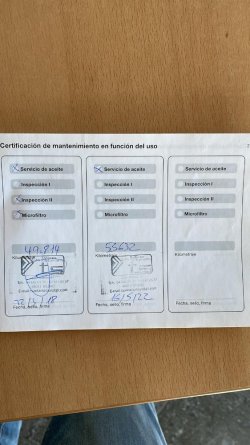 Certificación de mantenimiento en función del uso
Servicio de aceite
Inspección I
Inspección II
Microfiltro
49.814
Kilometraje
Fecha, sello, firma
Servicio de aceite
Inspección I
Inspección II
Microfiltro
53632
Kilometraje
Fecha, sello, firma
Servicio de aceite
Inspección I
Inspección II
Microfiltro
Kilometraje
Fecha, sello, firma